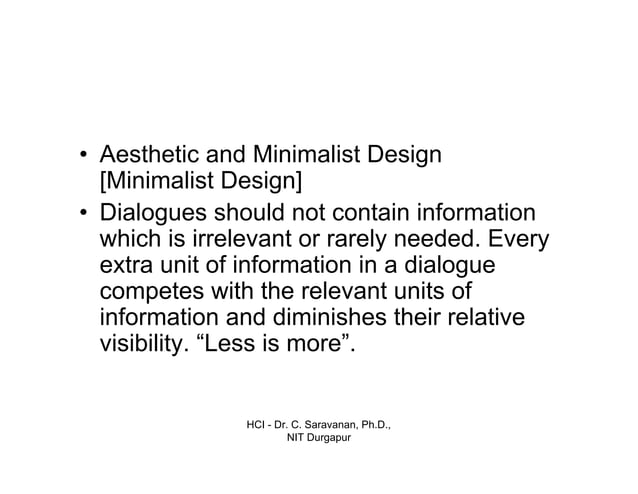 • Aesthetic and Minimalist Design
[Minimalist Design]
• Dialogues should not contain information
which is irrelevant or rarely needed. Every
extra unit of information in a dialogue
competes with the relevant units of
information and diminishes their relative
visibility. “Less is more”.
HCI - Dr. C. Saravanan, Ph.D.,
NIT Durgapur